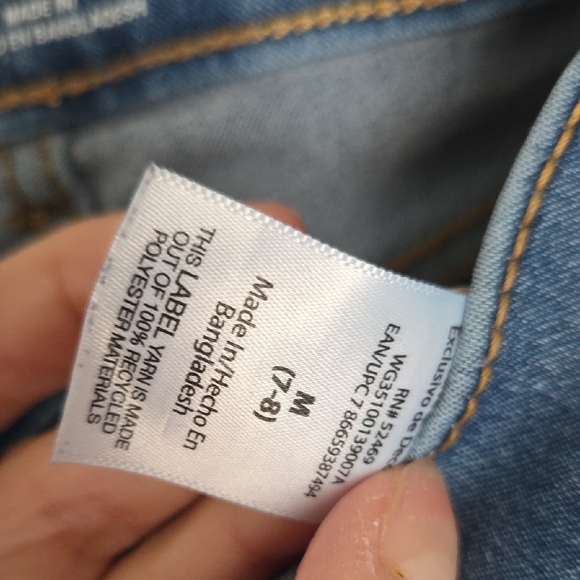 MADE IN
Exclusivo de Dec
RN# 52469
WG35100139007A
EAN/UPC 7 86659387494
M
(7-8)
Made In/Hecho En
Bangladesh
THIS LABEL YARN IS MADE
OUT OF 100% RECYCLED
POLYESTER MATERIALS